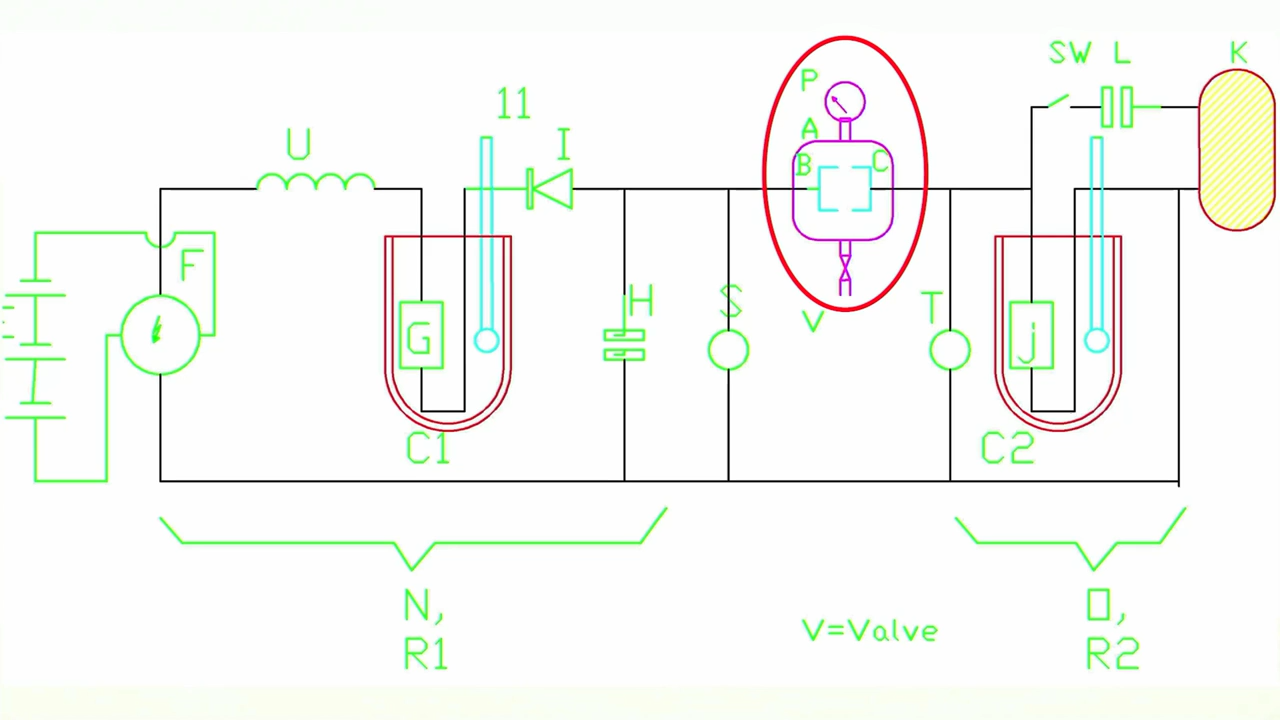 SW L K
P
11
A
U I
B C
F
H S
T V
G j
E
C1 C2
N, O,
R1 R2
V=Valve